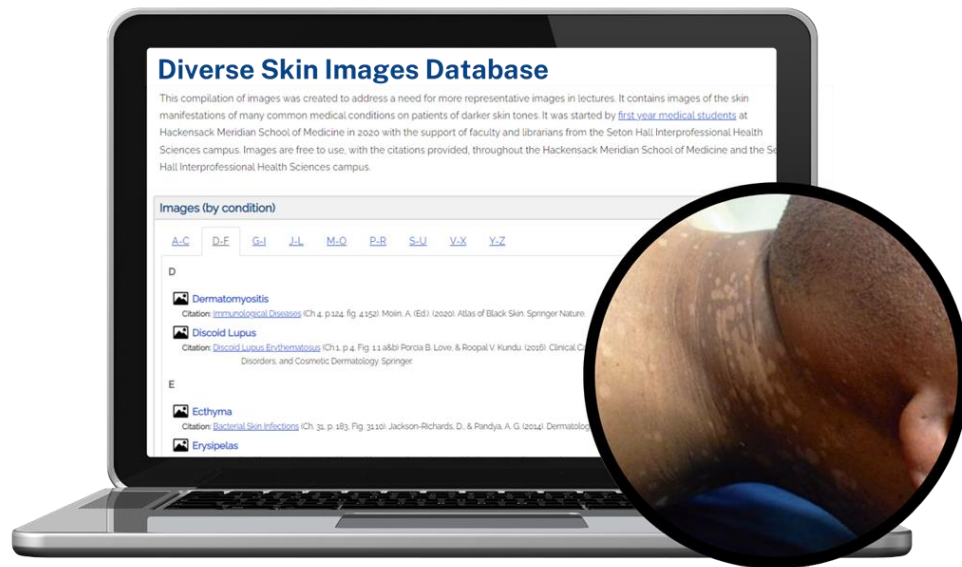 Diverse Skin Images Database
This compilation of images was created to address a need for more representative images in lectures. It contains images of the skin
manifestations of many common medical conditions on patients of darker skin tones. It was started by first year medical students at
Hackensack Meridian School of Medicine in 2020 with the support of faculty and librarians from the Seton Hall Interprofessional Health
Sciences campus. Images are free to use, with the citations provided, throughout the Hackensack Meridian School of Medicine and the Se
Hall Interprofessional Health Sciences campus.
Images (by condition)
A-C D-F G-I J-L M-O P-R S-U V-X Y-Z
D
Dermatomyositis
Citation: Immunological Diseases (Ch 4, p.124, fig. 4.152). Moiin, A. (Ed.). (2020). Atlas of Black Skin. Springer Nature.
Discoid Lupus
Citation: Discoid Lupus Erythematosus (Ch.1, p.4, Fig. 1.1 a&b) Porcia B. Love, & Roopal V. Kundu. (2016). Clinical Ca
Disorders, and Cosmetic Dermatology. Springer.
E
Ecthyma
Citation: Bacterial Skin Infections (Ch. 31, p. 183, Fig. 31.10). Jackson-Richards, D., & Pandya, A. G. (2014). Dermatolog
Erysipelas